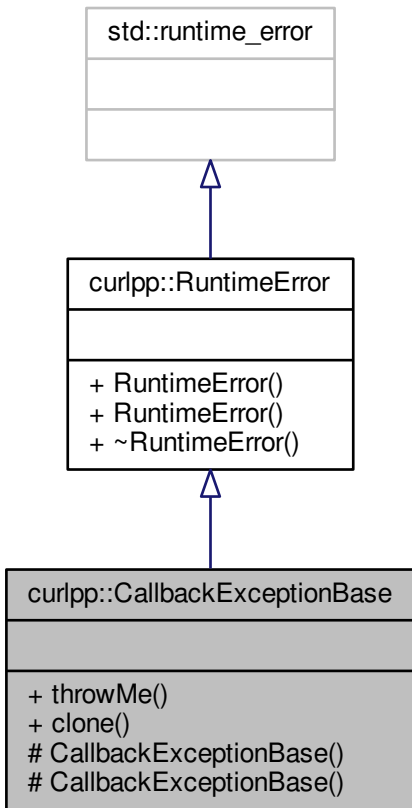 std::runtime_error
curlpp::RuntimeError
+ RuntimeError()
+ RuntimeError()
+ ~RuntimeError()
curlpp::CallbackExceptionBase
+ throwMe()
+ clone()
# CallbackExceptionBase()
# CallbackExceptionBase()